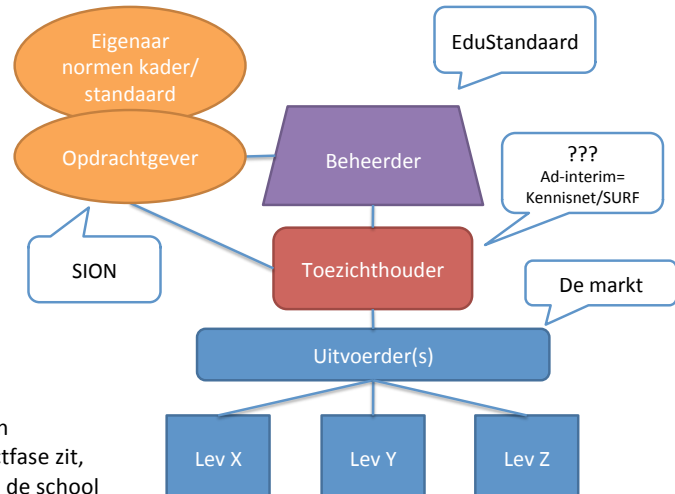 Eigenaar
normen kader/
standaard
EduStandaard
Opdrachtgever
Beheerder
???
Ad-interim=
Kennisnet/SURF
SION
Toezichthouder
De markt
Uitvoerder(s)
Lev X
Lev Y
Lev Z
tfase zit,
de school